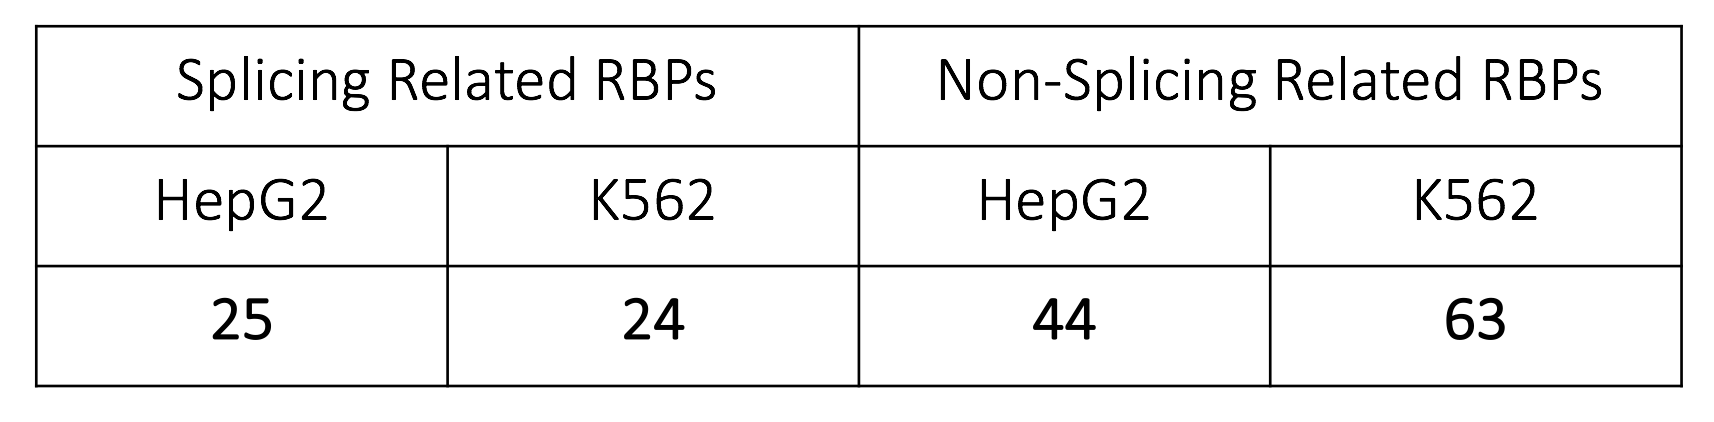 Splicing Related RBPs Non-Splicing Related RBPs
HepG2 K562 HepG2 K562
25 24 44 63